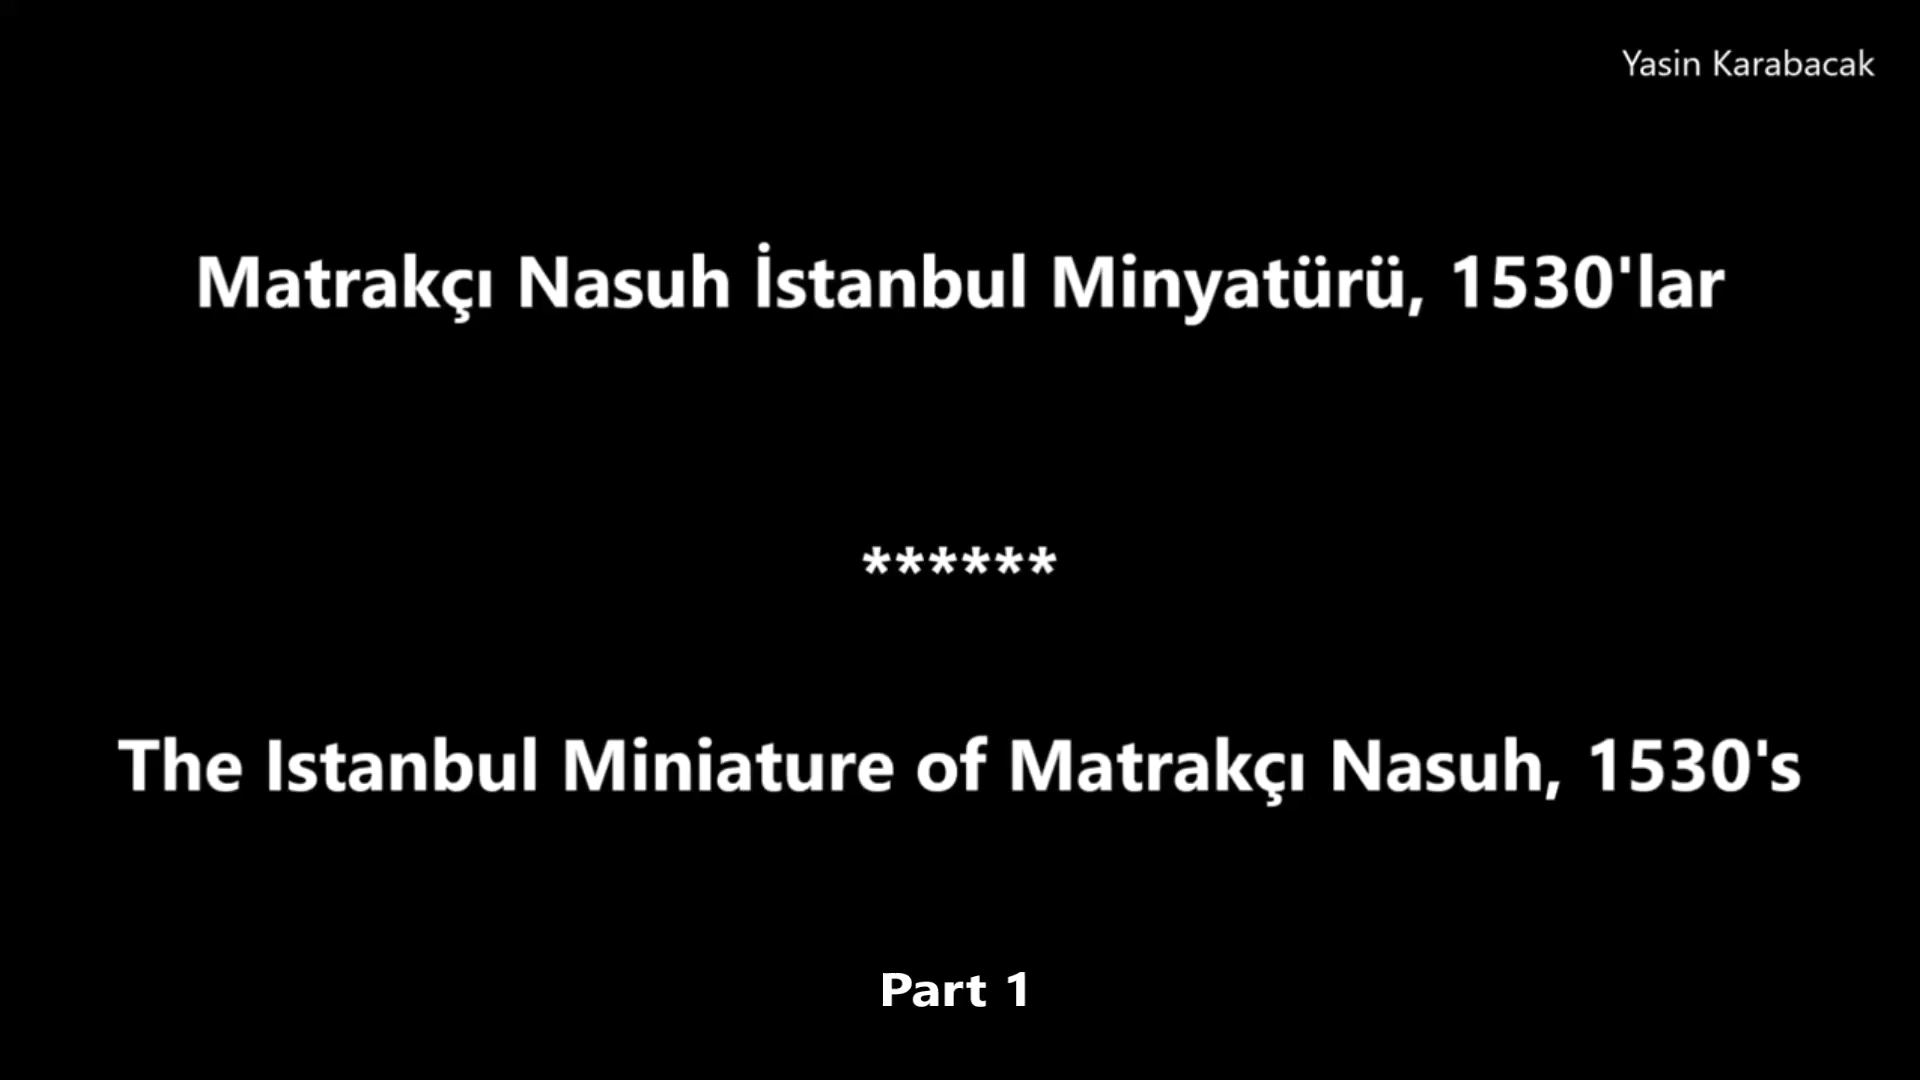 Yasin Karabacak
Matrakçı Nasuh İstanbul Minyatürü, 1530'lar
******
The Istanbul Miniature of Matrakçı Nasuh, 1530's
Part 1